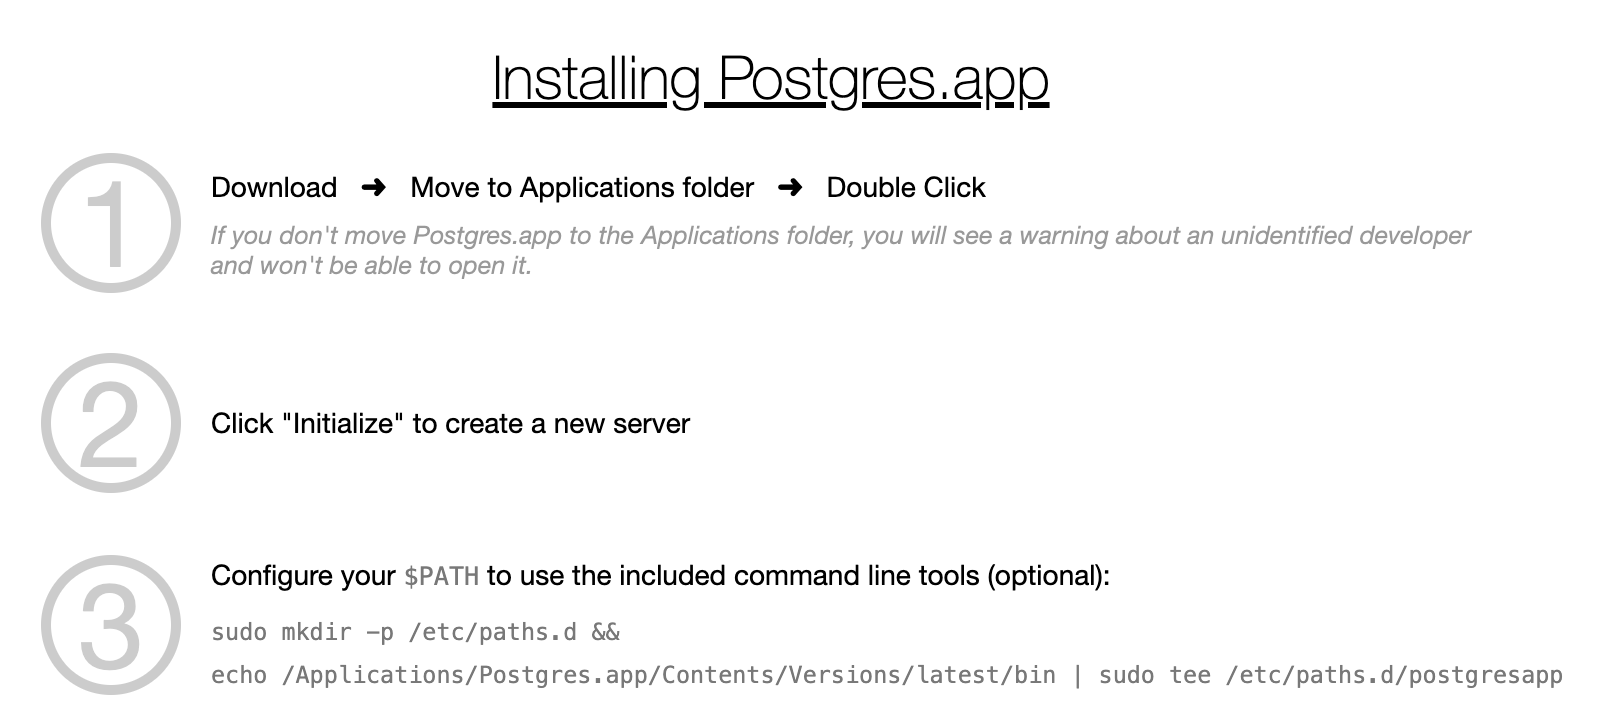 Installing Postgres.app
1
Download ➜ Move to Applications folder ➜ Double Click
If you don't move Postgres.app to the Applications folder, you will see a warning about an unidentified developer
and won't be able to open it.
2
Click "Initialize" to create a new server
3
Configure your $PATH to use the included command line tools (optional):
sudo mkdir -p /etc/paths.d &&
echo /Applications/Postgres.app/Contents/Versions/latest/bin | sudo tee /etc/paths.d/postgresapp